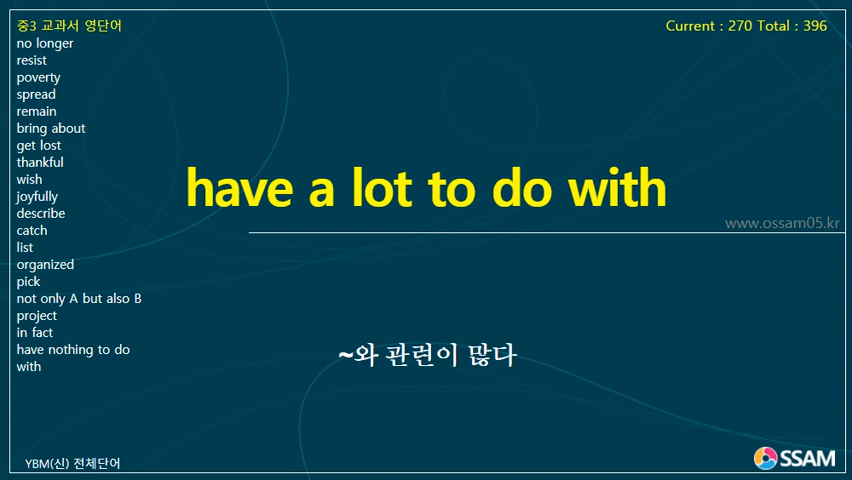 중3 교과서 영단어
Current : 270 Total : 396
no longer
resist
poverty
spread
remain
bring about
get lost
thankful
wish
joyfully
describe
catch
list
organized
pick
not only A but also B
project
in fact
have nothing to do
with
have a lot to do with
www.ossam05.kr
~와 관련이 많다
YBM(신) 전체단어
OSSAM